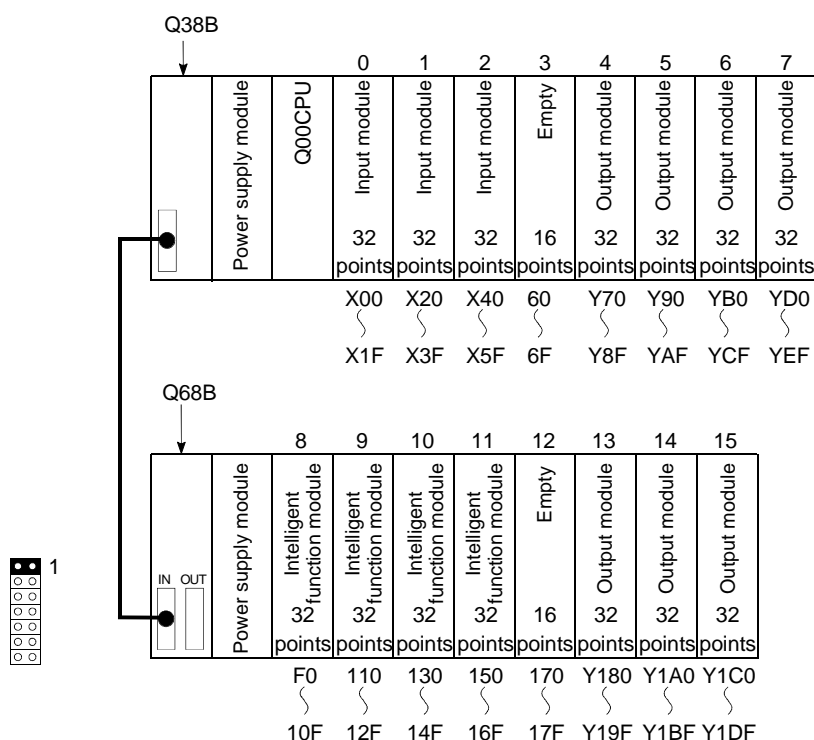 Q38B
0 1 2 3 4 5 6 7
Power supply module
Q00CPU
Input module
Input module
Input module
Empty
Output module
Output module
Output module
Output module
32 32 32 16 32 32 32 32
points points points points points points points points
X00 X20 X40 60 Y70 Y90 YB0 YD0
X1F X3F X5F 6F Y8F YAF YCF YEF
Q68B
8 9 10 11 12 13 14 15
IN OUT
Power supply module
Intelligent
function module
Intelligent
function module
Intelligent
function module
Intelligent
function module
Empty
Output module
Output module
Output module
1
32 32 32 32 16 32 32 32
points points points points points points points points
F0 110 130 150 170 Y180 Y1A0 Y1C0
10F 12F 14F 16F 17F Y19F Y1BF Y1DF